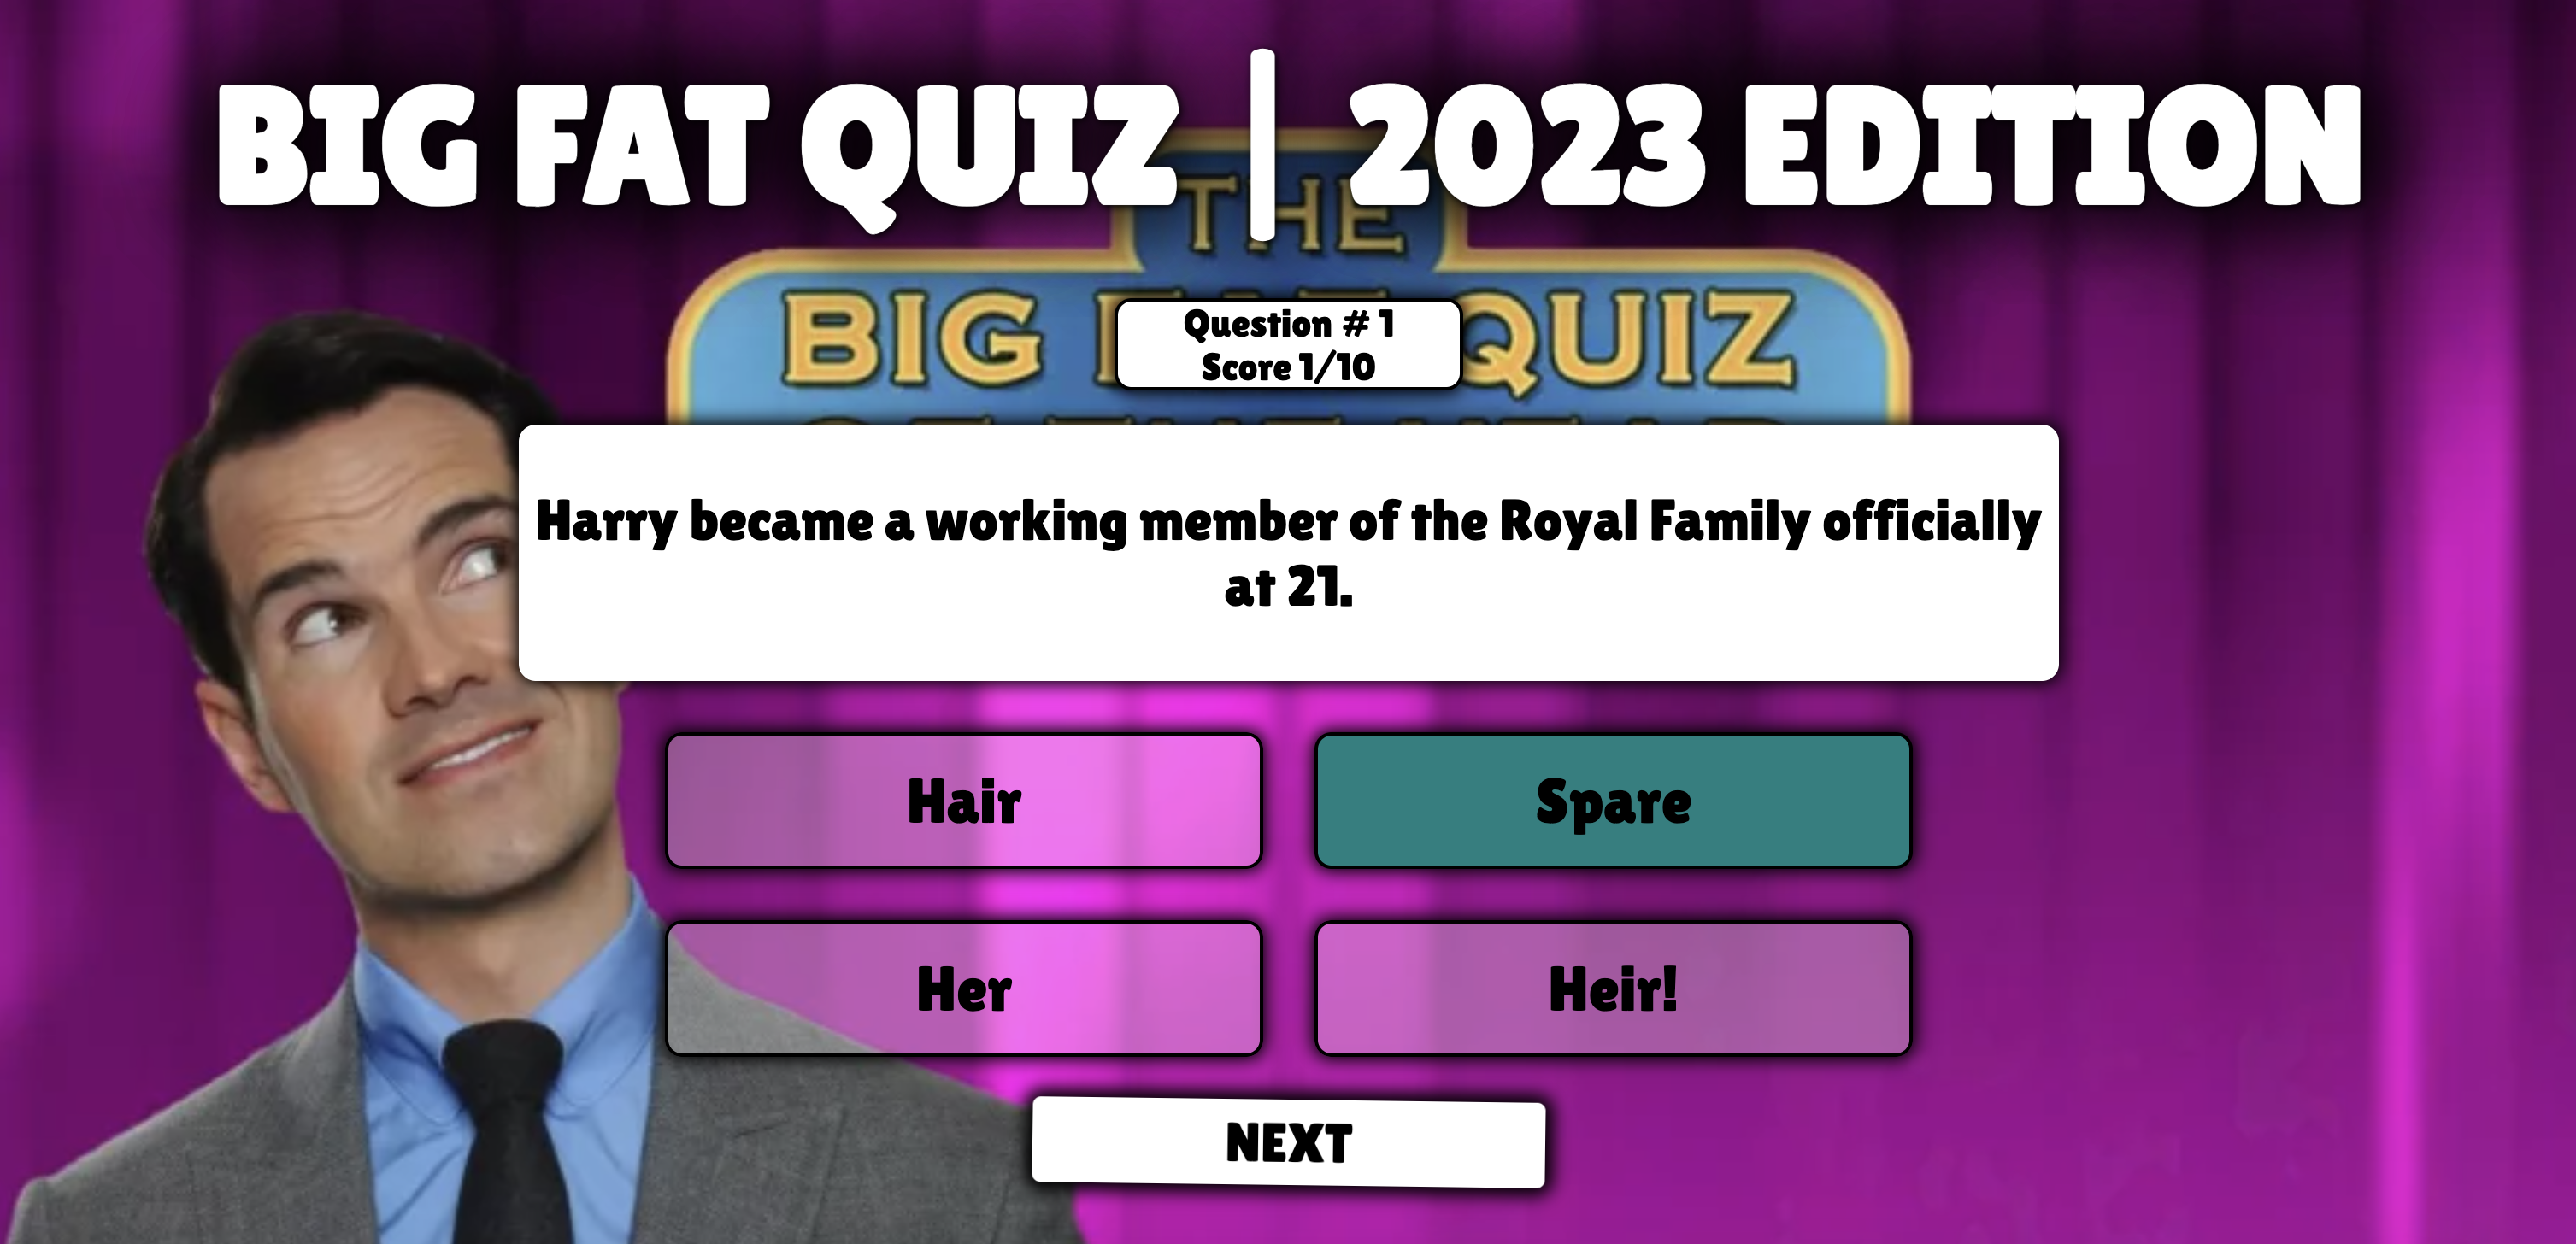 BIG FAT QUIZ | 2023 EDITION
THE
BIG QUIZ
Question # 1
Score 1/10
Harry became a working member of the Royal Family officially
at 21.
Hair
Spare
Her
Heir!
NEXT